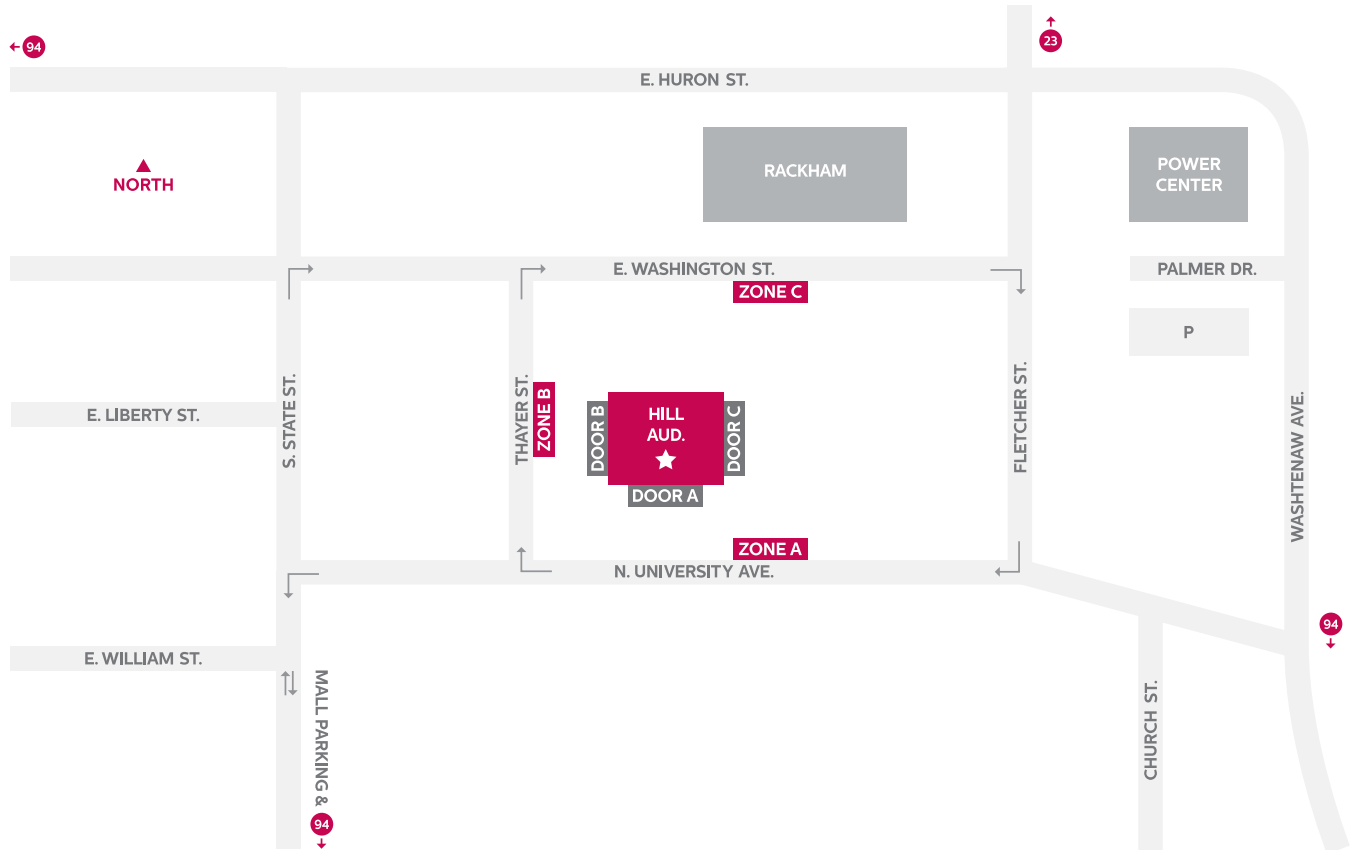 94
23
E. HURON ST.
RACKHAM
POWER
CENTER
NORTH
E. WASHINGTON ST.
PALMER DR.
ZONE C
P
S. STATE ST.
THAYER ST.
ZONE B
DOOR B
HILL
AUD.
DOOR C
DOOR A
FLETCHER ST.
WASHTENAW AVE.
E. LIBERTY ST.
ZONE A
N. UNIVERSITY AVE.
94
E. WILLIAM ST.
MALL PARKING &
94
CHURCH ST.